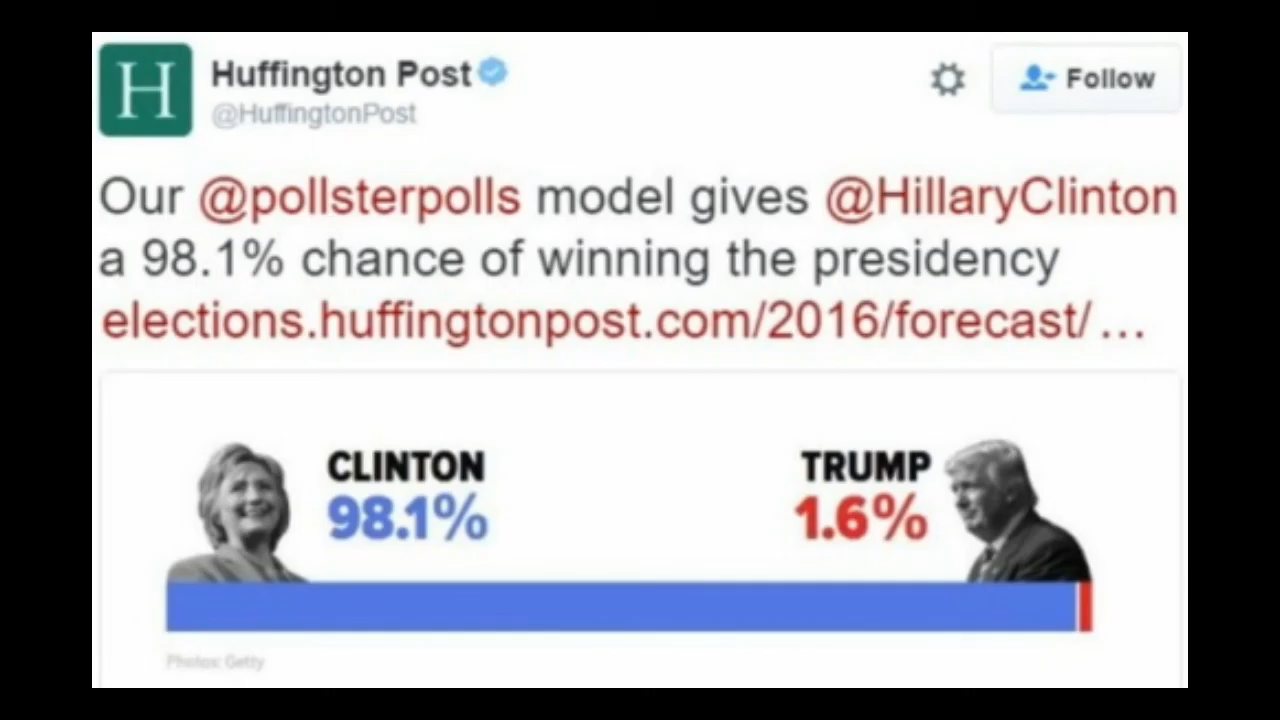 H
Huffington Post
Follow
@HuffingtonPost
Our @pollsterpolls model gives @HillaryClinton
a 98.1% chance of winning the presidency
elections.huffingtonpost.com/2016/forecast/ ...
CLINTON
98.1%
TRUMP
1.6%
Photos: Getty